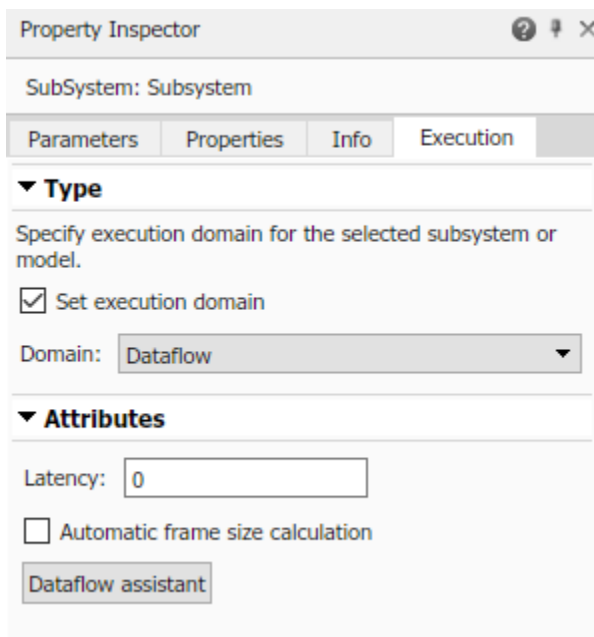 Property Inspector
SubSystem: Subsystem
Parameters Properties Info Execution
Type
Specify execution domain for the selected subsystem or
model.
Set execution domain
Domain: Dataflow
Attributes
Latency: 0
Automatic frame size calculation
Dataflow assistant